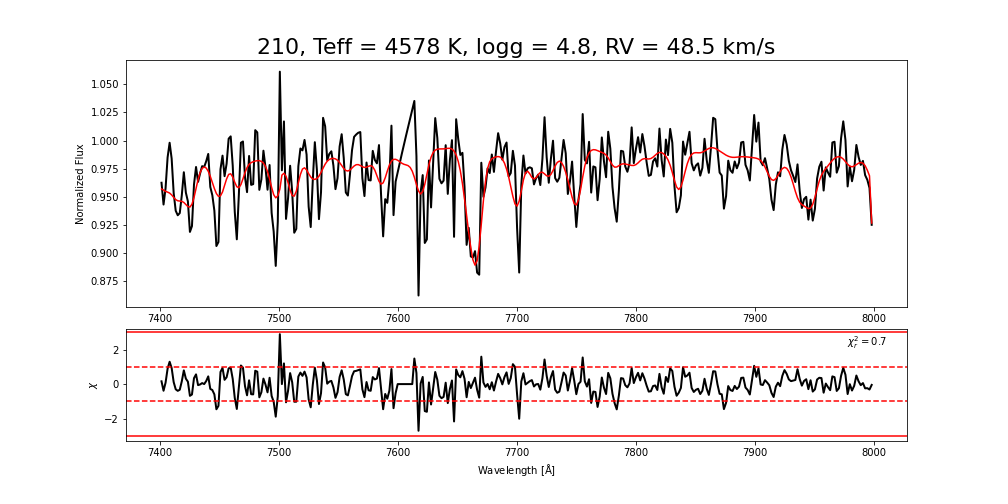 210, Teff = 4578 K, logg = 4.8, RV = 48.5 km/s
Normalized Flux
1.050
1.025
1.000
0.975
0.950
0.925
0.900
0.875
7400 7500 7600 7700 7800 7900 8000
χ
2
0
−2
χ²ᵣ = 0.7
7400 7500 7600 7700 7800 7900 8000
Wavelength [Å]